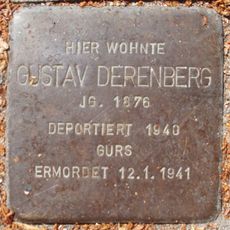 HIER WOHNTE
GUSTAV DERENBERG
JG. 1876
DEPORTIERT 1940
GURS
ERMORDET 12.1.1941